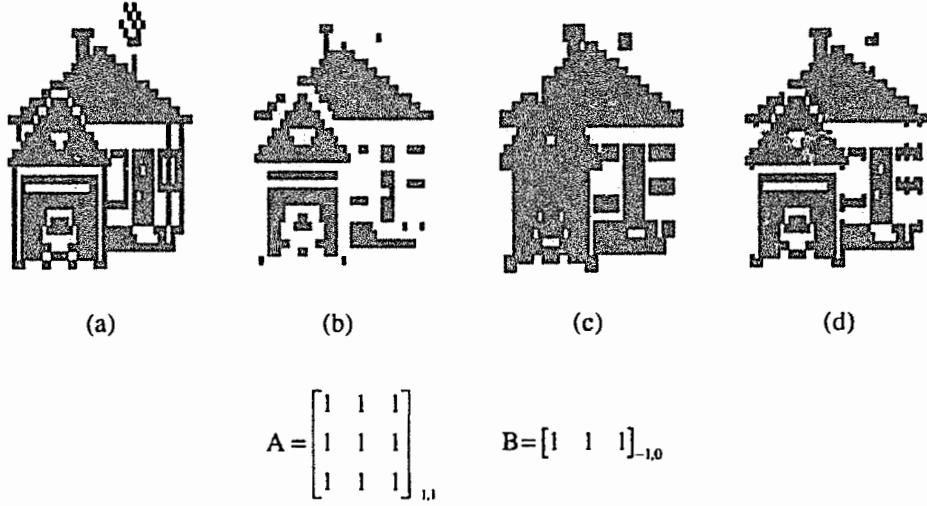 (a) (b) (c) (d)
A = [1 1 1
1 1 1
1 1 1]1,1
B = [1 1 1]-1,0